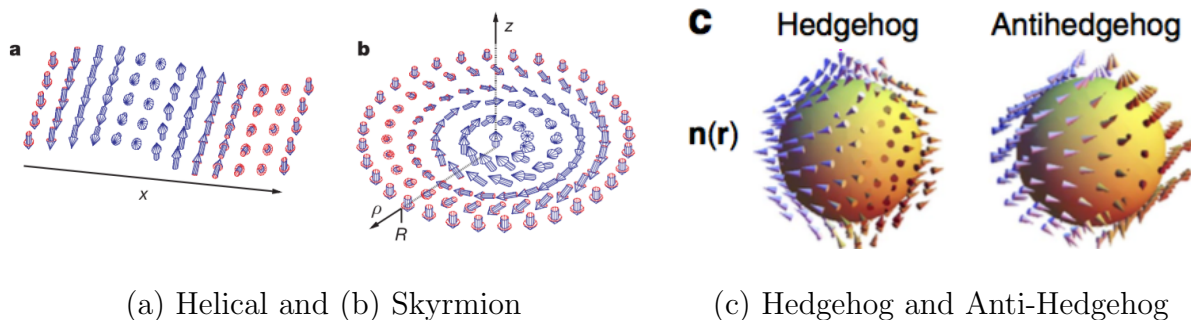 a
x
b
z
ρ
R
c
Hedgehog
Antihedgehog
n(r)
(a) Helical and (b) Skyrmion
(c) Hedgehog and Anti-Hedgehog